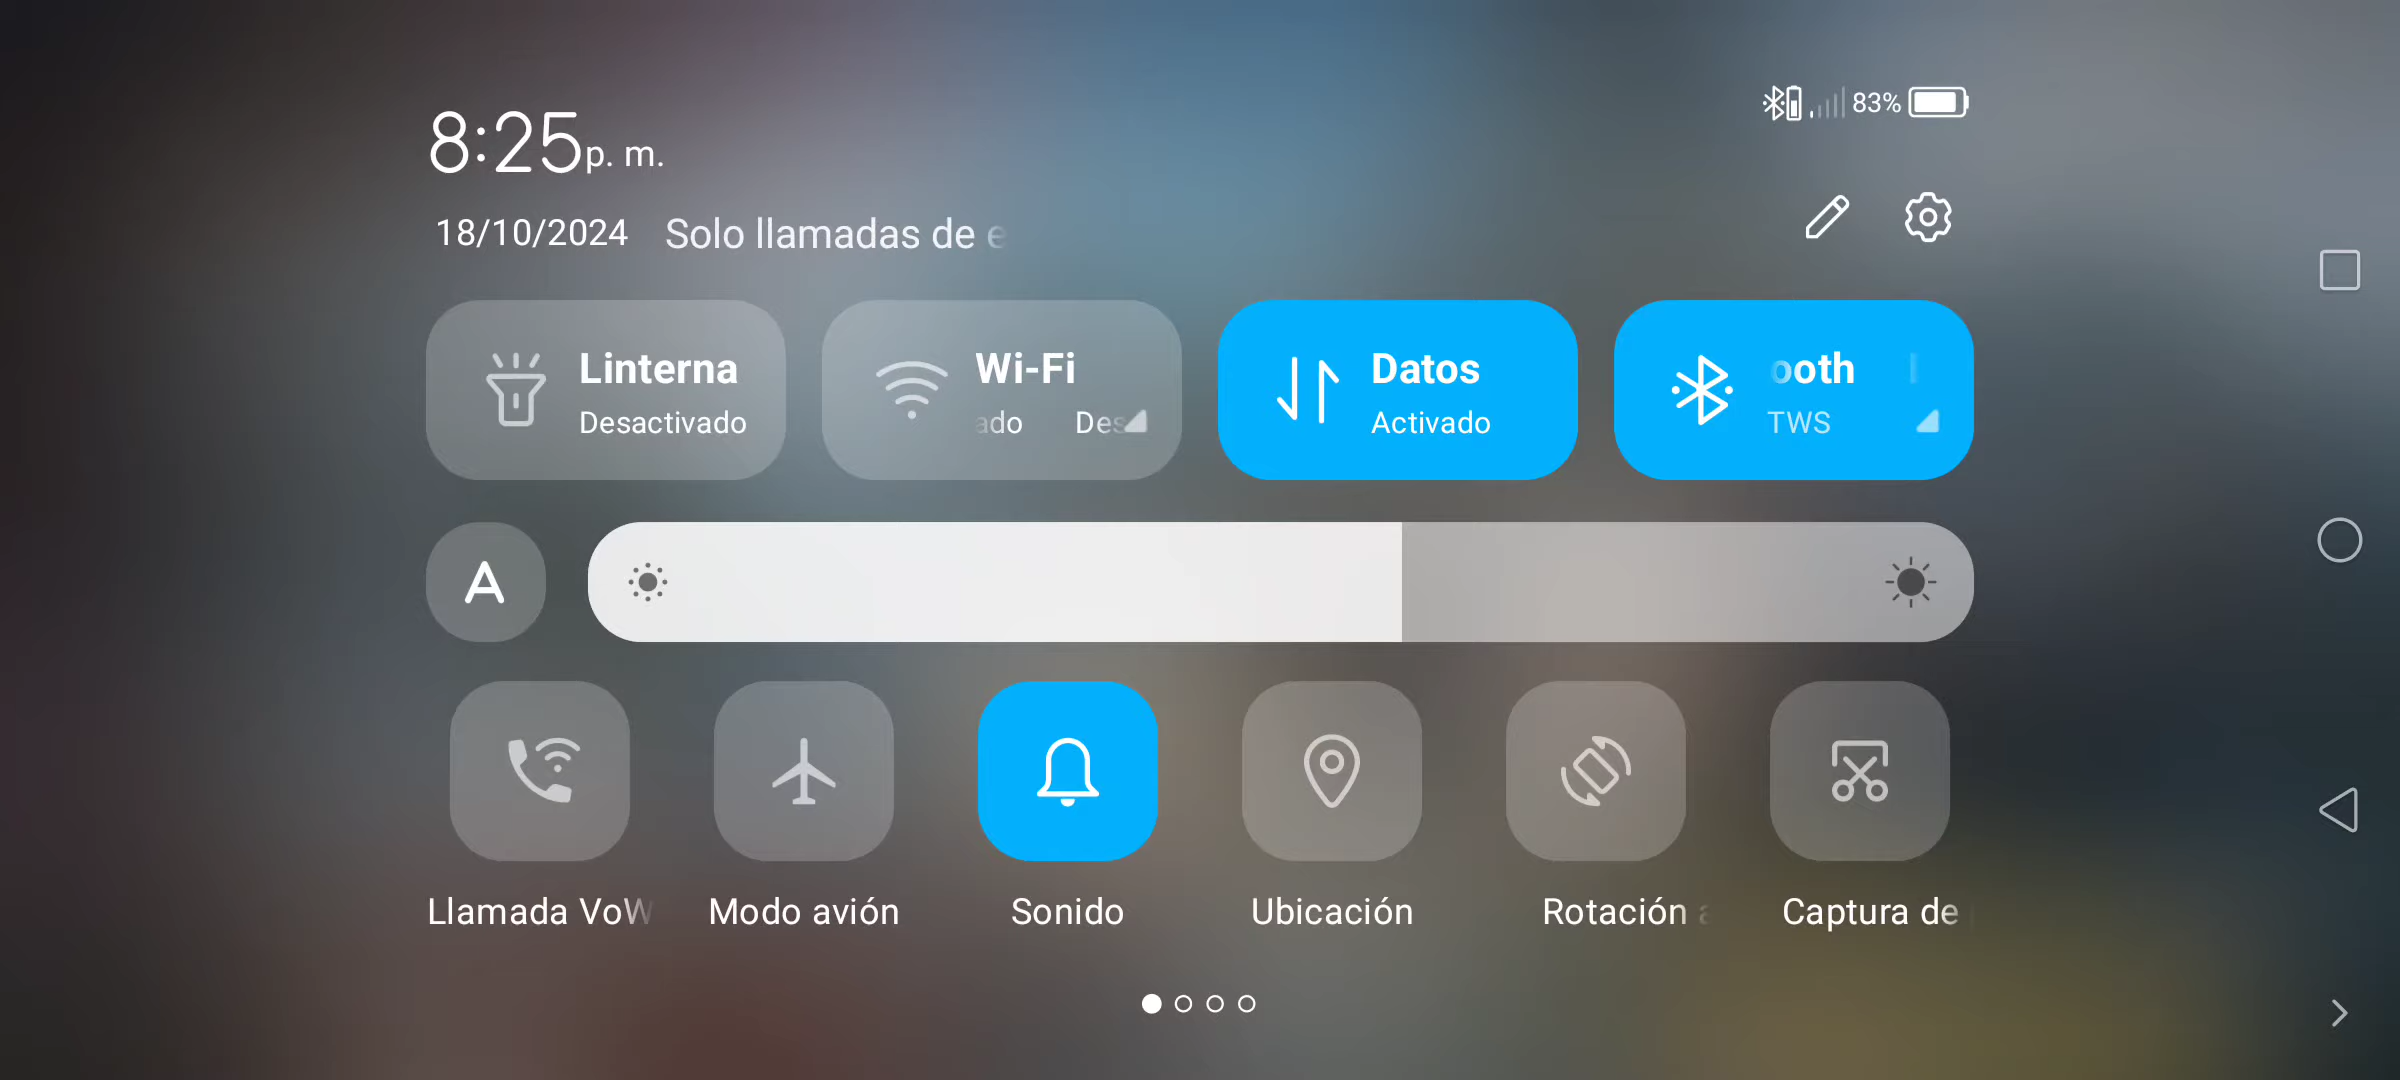 83%
8:25 p. m.
18/10/2024 Solo llamadas de
Linterna
Desactivado
Wi-Fi
ado Des
Datos
Activado
ooth
TWS
A
Llamada VoW
Modo avión
Sonido
Ubicación
Rotación a
Captura de